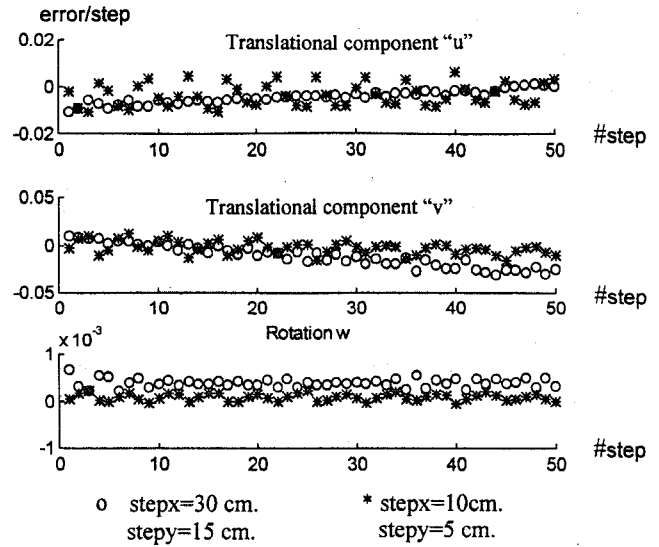 error/step
0.02
Translational component “u”
0
-0.02
0 10 20 30 40 50 #step
0.05
Translational component “v”
0
-0.05
0 10 20 30 40 50 #step
x 10^-3
Rotation w
1
0
-1
0 10 20 30 40 50 #step
o stepx=30 cm. * stepx=10cm.
stepy=15 cm. stepy=5 cm.